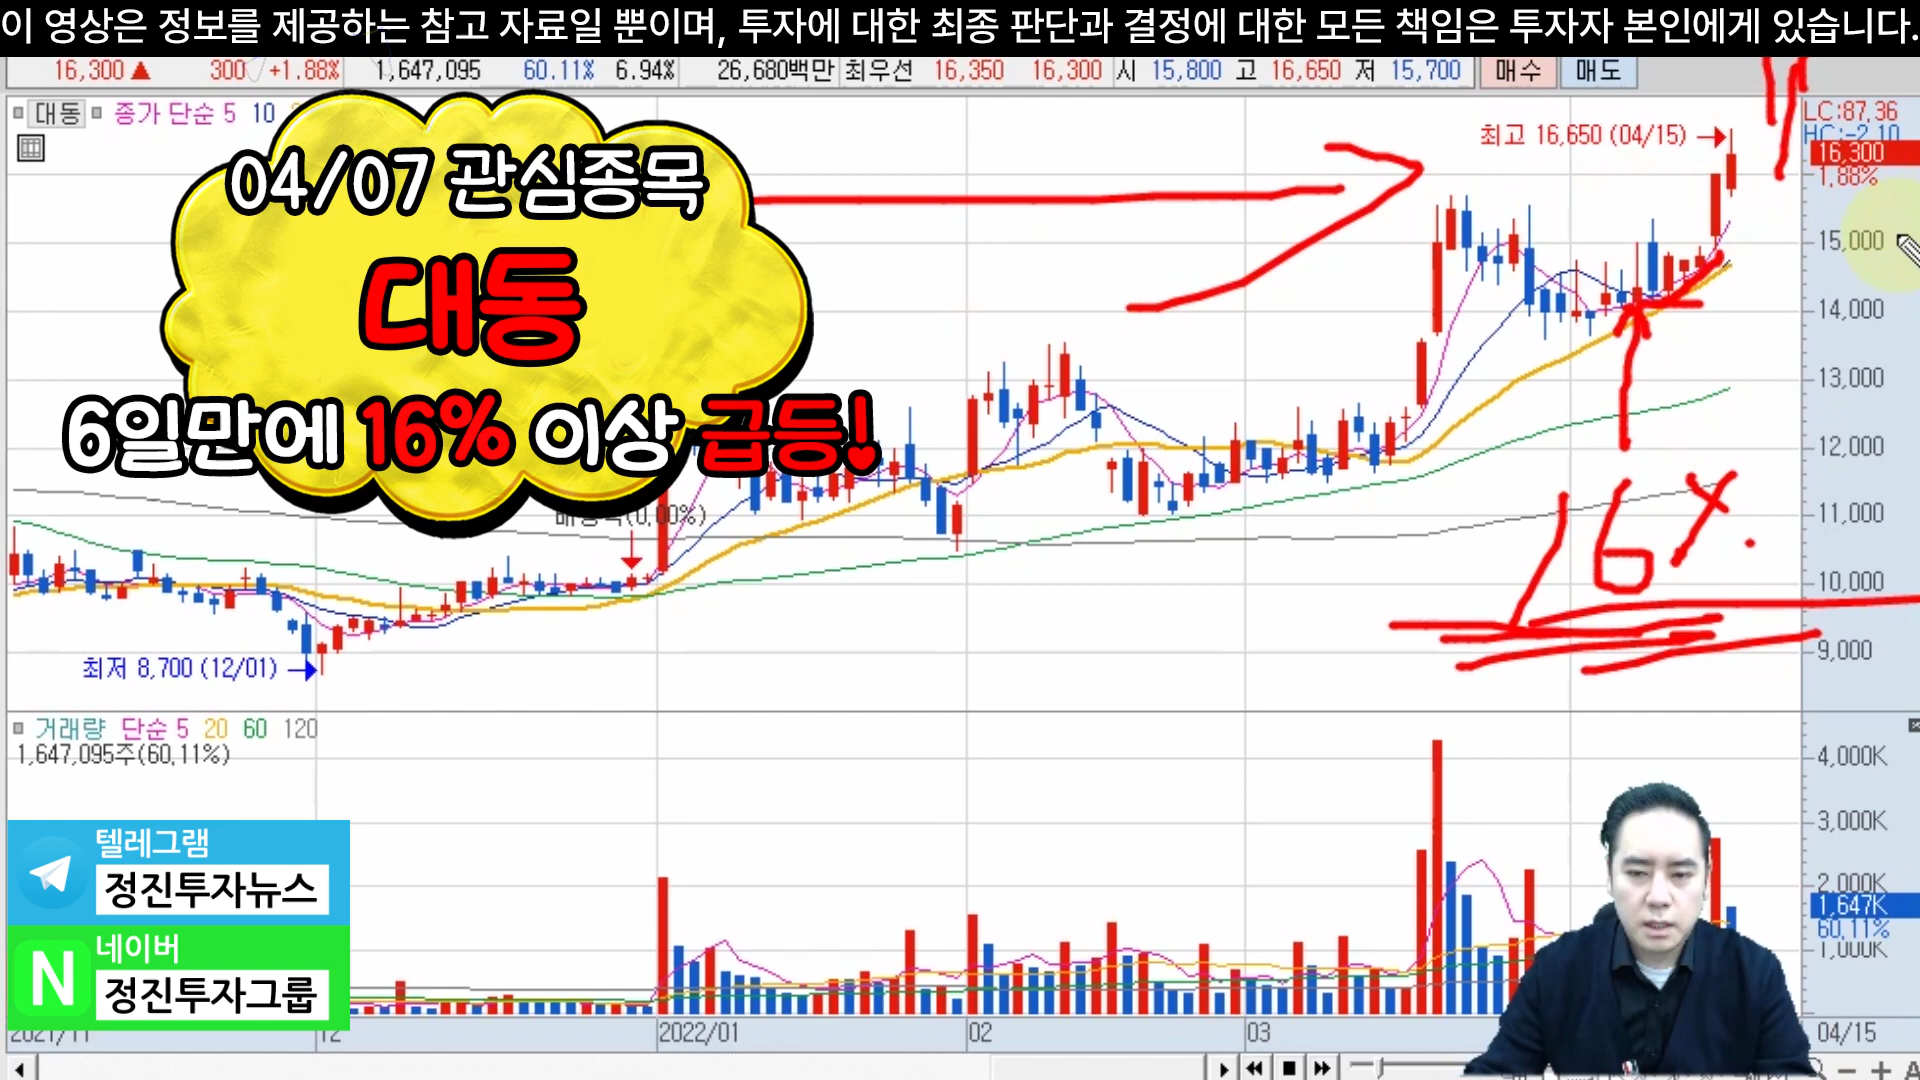 이 영상은 정보를 제공하는 참고 자료일 뿐이며, 투자에 대한 최종 판단과 결정에 대한 모든 책임은 투자자 본인에게 있습니다.
16,300 ▲ 300 +1.88% 1,647,095 60.11% 6.94% 26,680백만 최우선 16,350 16,300 시 15,800 고 16,650 저 15,700 매수 매도
대동 종가 단순 5 10
LC:87.36
HC:-2.10
최고 16,650 (04/15)
16,300
1.88%
04/07 관심종목
대동
6일만에 16% 이상 급등!
15,000
14,000
13,000
12,000
11,000
10,000
9,000
(0.00%)
16%.
최저 8,700 (12/01)
거래량 단순 5 20 60 120
1,647,095주(60.11%)
4,000K
3,000K
2,000K
1,647K
60.11%
1,000K
텔레그램
정진투자뉴스
네이버
N
정진투자그룹
2021/11 12 2022/01 02 03 04/15